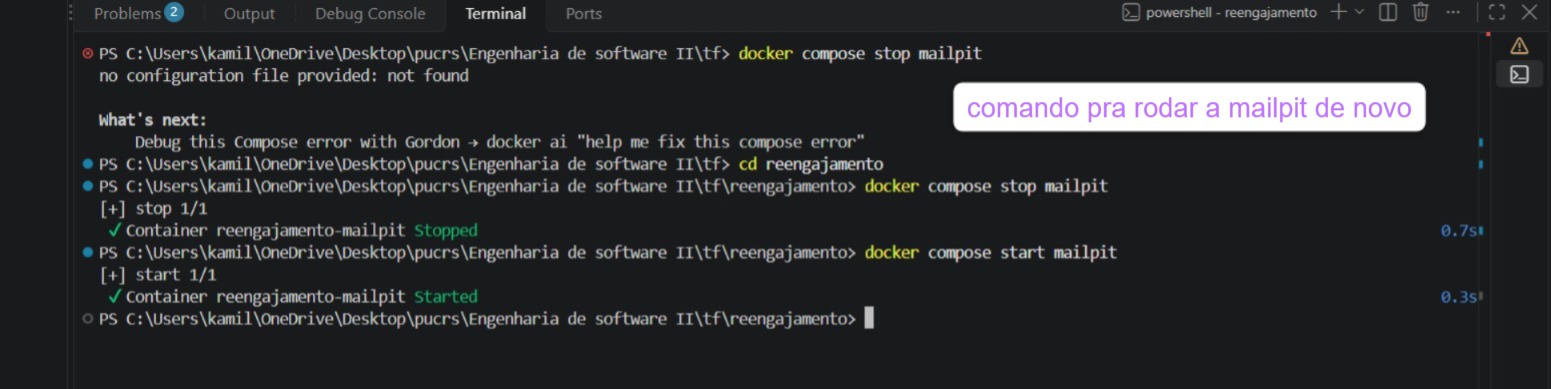 Problems 2 Output Debug Console Terminal Ports powershell - reengajamento
PS C:\Users\kamil\OneDrive\Desktop\pucrs\Engenharia de software II\tf> docker compose stop mailpit
no configuration file provided: not found
comando pra rodar a mailpit de novo
What's next:
Debug this Compose error with Gordon → docker ai "help me fix this compose error"
PS C:\Users\kamil\OneDrive\Desktop\pucrs\Engenharia de software II\tf> cd reengajamento
PS C:\Users\kamil\OneDrive\Desktop\pucrs\Engenharia de software II\tf\reengajamento> docker compose stop mailpit
[+] stop 1/1
✓ Container reengajamento-mailpit Stopped 0.7s
PS C:\Users\kamil\OneDrive\Desktop\pucrs\Engenharia de software II\tf\reengajamento> docker compose start mailpit
[+] start 1/1
✓ Container reengajamento-mailpit Started 0.3s
PS C:\Users\kamil\OneDrive\Desktop\pucrs\Engenharia de software II\tf\reengajamento>